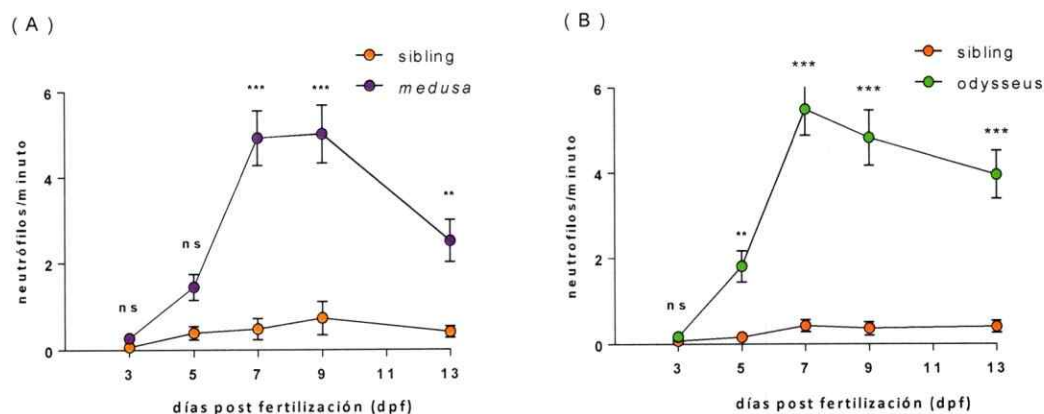 (A)
sibling
medusa
neutrófilos/minuto
6
4
2
0
ns
ns
***
***
**
3 5 7 9 11 13
días post fertilización (dpf)
(B)
sibling
odysseus
neutrofilos/minuto
6
4
2
0
ns
**
***
***
***
3 5 7 9 11 13
días post fertilización (dpf)